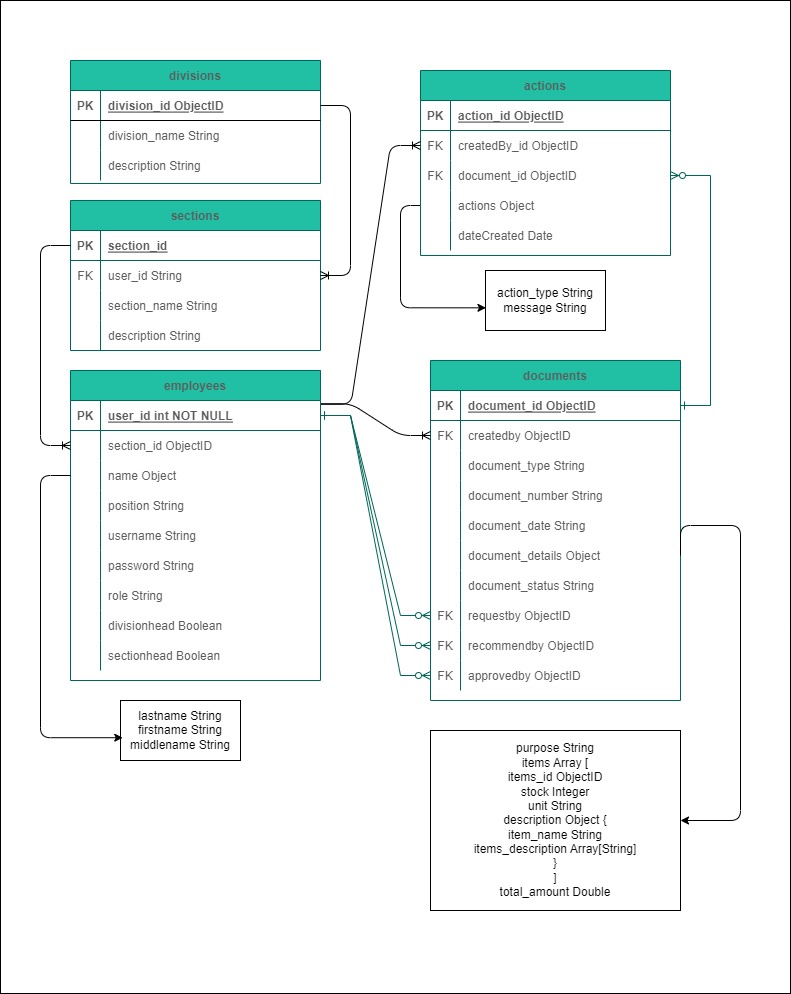 divisions
PK division_id ObjectID
division_name String
description String
sections
PK section_id
FK user_id String
section_name String
description String
employees
PK user_id int NOT NULL
section_id ObjectID
name Object
position String
username String
password String
role String
divisionhead Boolean
sectionhead Boolean
lastname String
firstname String
middlename String
actions
PK action_id ObjectID
FK createdBy_id ObjectID
FK document_id ObjectID
actions Object
dateCreated Date
action_type String
message String
documents
PK document_id ObjectID
FK createdby ObjectID
document_type String
document_number String
document_date String
document_details Object
document_status String
FK requestby ObjectID
FK recommendby ObjectID
FK approvedby ObjectID
purpose String
items Array [
items_id ObjectID
stock Integer
unit String
description Object {
item_name String
items_description Array[String]
}
]
total_amount Double